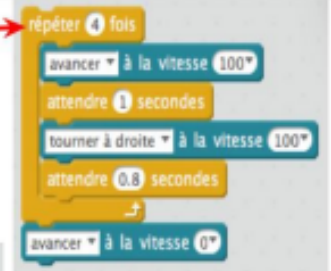 répéter 4 fois
avancer à la vitesse 100
attendre 1 secondes
tourner à droite à la vitesse 100
attendre 0.8 secondes
avancer à la vitesse 0